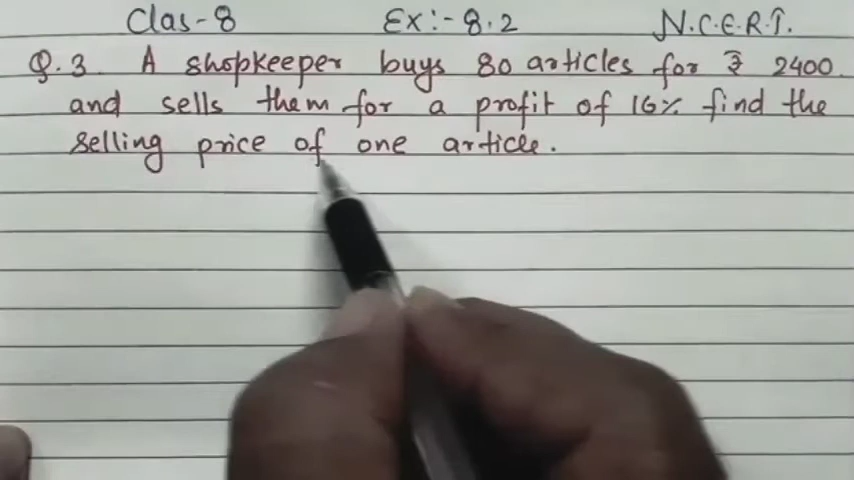 Clas-8 Ex:- 8.2 N.C.E.R.T.
Q.3 A shopkeeper buys 80 articles for ₹ 2400
and sells them for a profit of 16% find the
selling price of one article.